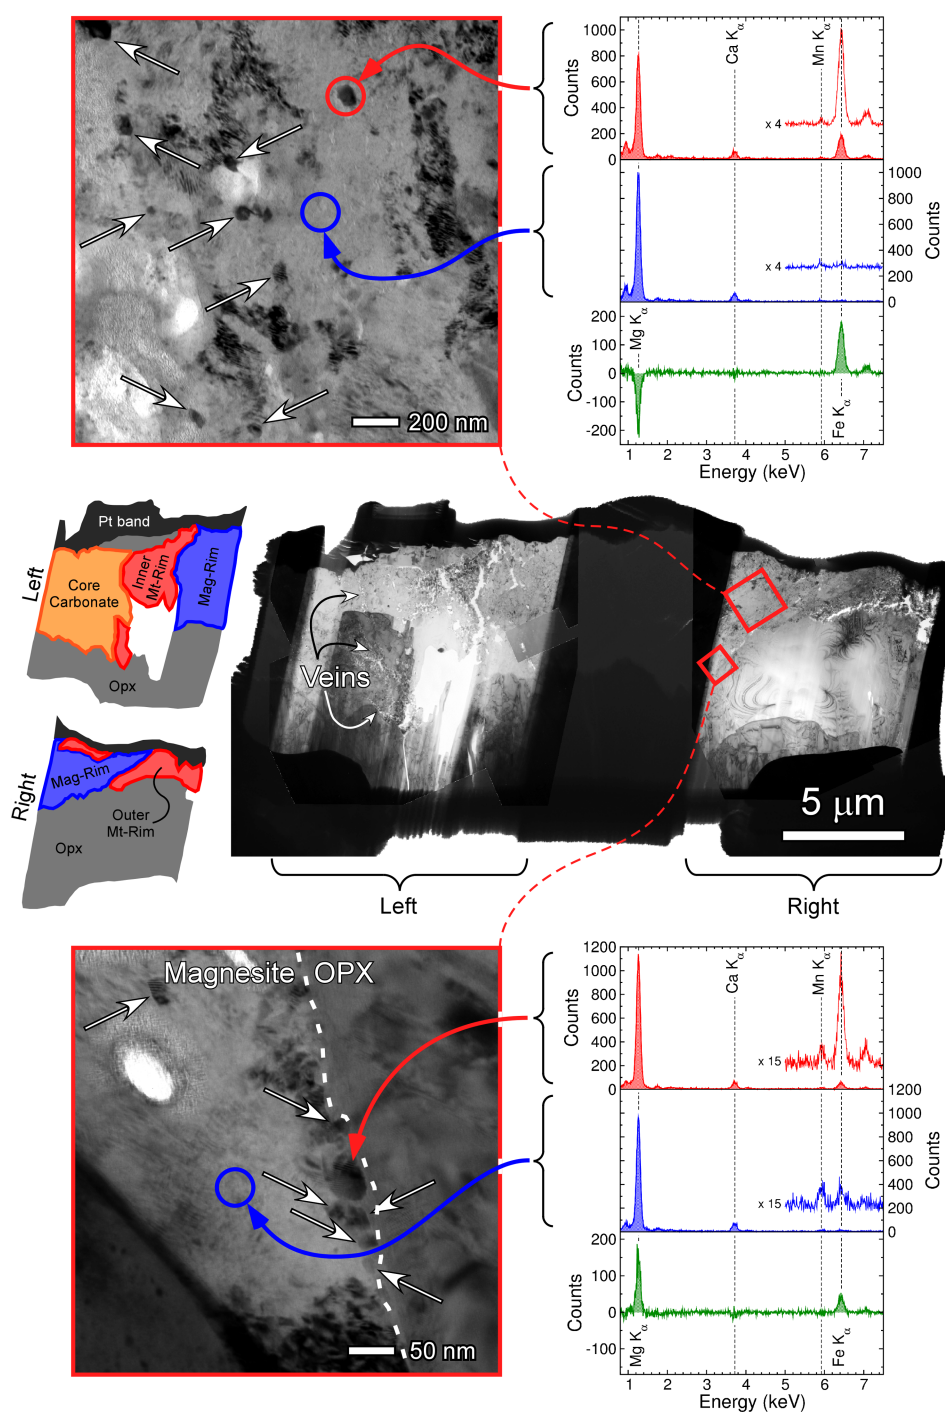 200 nm
Counts
1000
800
600
400
200
0
Ca Kα
Mn Kα
x 4
1000
800
600
400
200
0
Counts
x 4
Counts
200
100
0
-100
-200
Mg Kα
Fe Kα
1 2 3 4 5 6 7
Energy (keV)
Left
Pt band
Core
Carbonate
Inner
Mt-Rim
Mag-Rim
Opx
Right
Mag-Rim
Outer
Mt-Rim
Opx
Veins
5 μm
Left
Right
Magnesite OPX
50 nm
Counts
1200
1000
800
600
400
200
0
Ca Kα
Mn Kα
x 15
1200
1000
800
600
400
200
0
Counts
x 15
Counts
200
100
0
-100
Mg Kα
Fe Kα
1 2 3 4 5 6 7
Energy (keV)